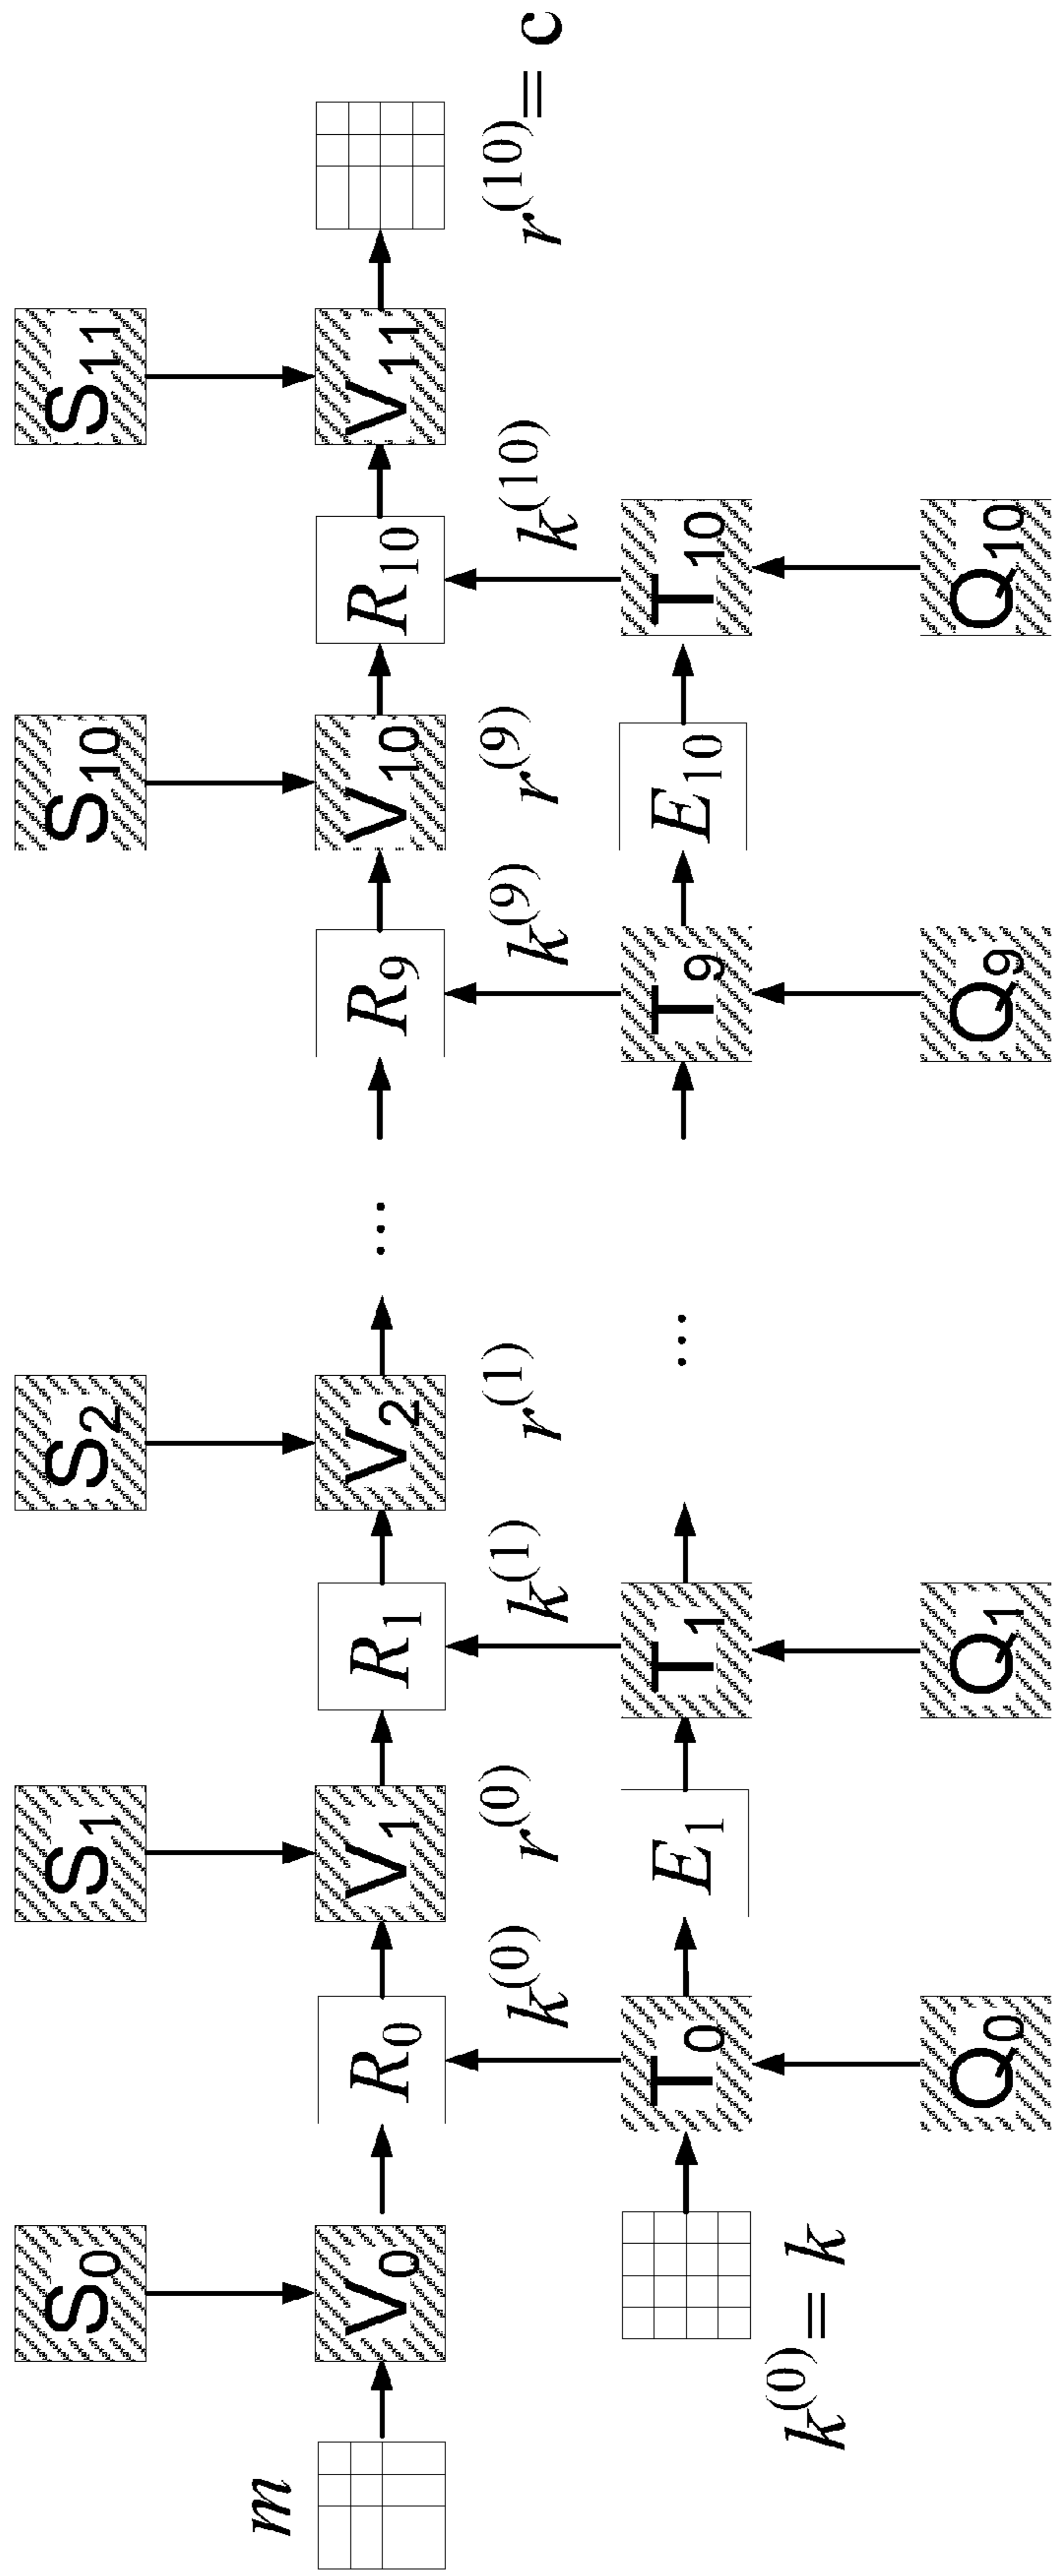 S0 S1 S2 S10 S11
m V0 R0 V1 R1 V2 ... R9 V10 R10 V11
k(0) r(0) k(1) r(1) k(9) r(9) k(10) r(10) = c
T0 E1 T1 ... T9 E10 T10
k(0) = k
Q0 Q1 Q9 Q10